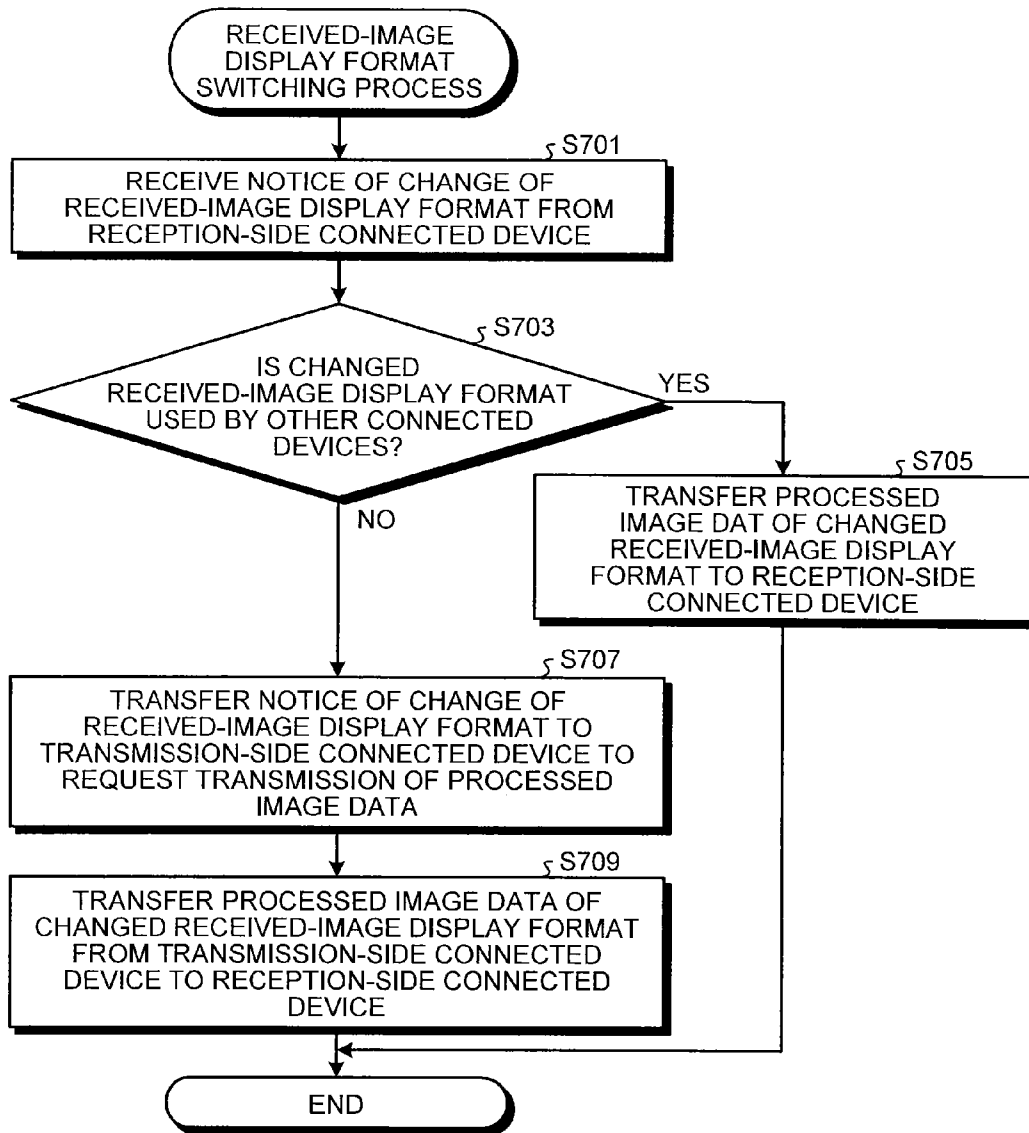 RECEIVED-IMAGE
DISPLAY FORMAT
SWITCHING PROCESS
S701
RECEIVE NOTICE OF CHANGE OF
RECEIVED-IMAGE DISPLAY FORMAT FROM
RECEPTION-SIDE CONNECTED DEVICE
S703
IS CHANGED
RECEIVED-IMAGE DISPLAY FORMAT
USED BY OTHER CONNECTED
DEVICES?
YES
NO
S705
TRANSFER PROCESSED
IMAGE DAT OF CHANGED
RECEIVED-IMAGE DISPLAY
FORMAT TO RECEPTION-SIDE
CONNECTED DEVICE
S707
TRANSFER NOTICE OF CHANGE OF
RECEIVED-IMAGE DISPLAY FORMAT TO
TRANSMISSION-SIDE CONNECTED DEVICE TO
REQUEST TRANSMISSION OF PROCESSED
IMAGE DATA
S709
TRANSFER PROCESSED IMAGE DATA OF
CHANGED RECEIVED-IMAGE DISPLAY FORMAT
FROM TRANSMISSION-SIDE CONNECTED
DEVICE TO RECEPTION-SIDE CONNECTED
DEVICE
END